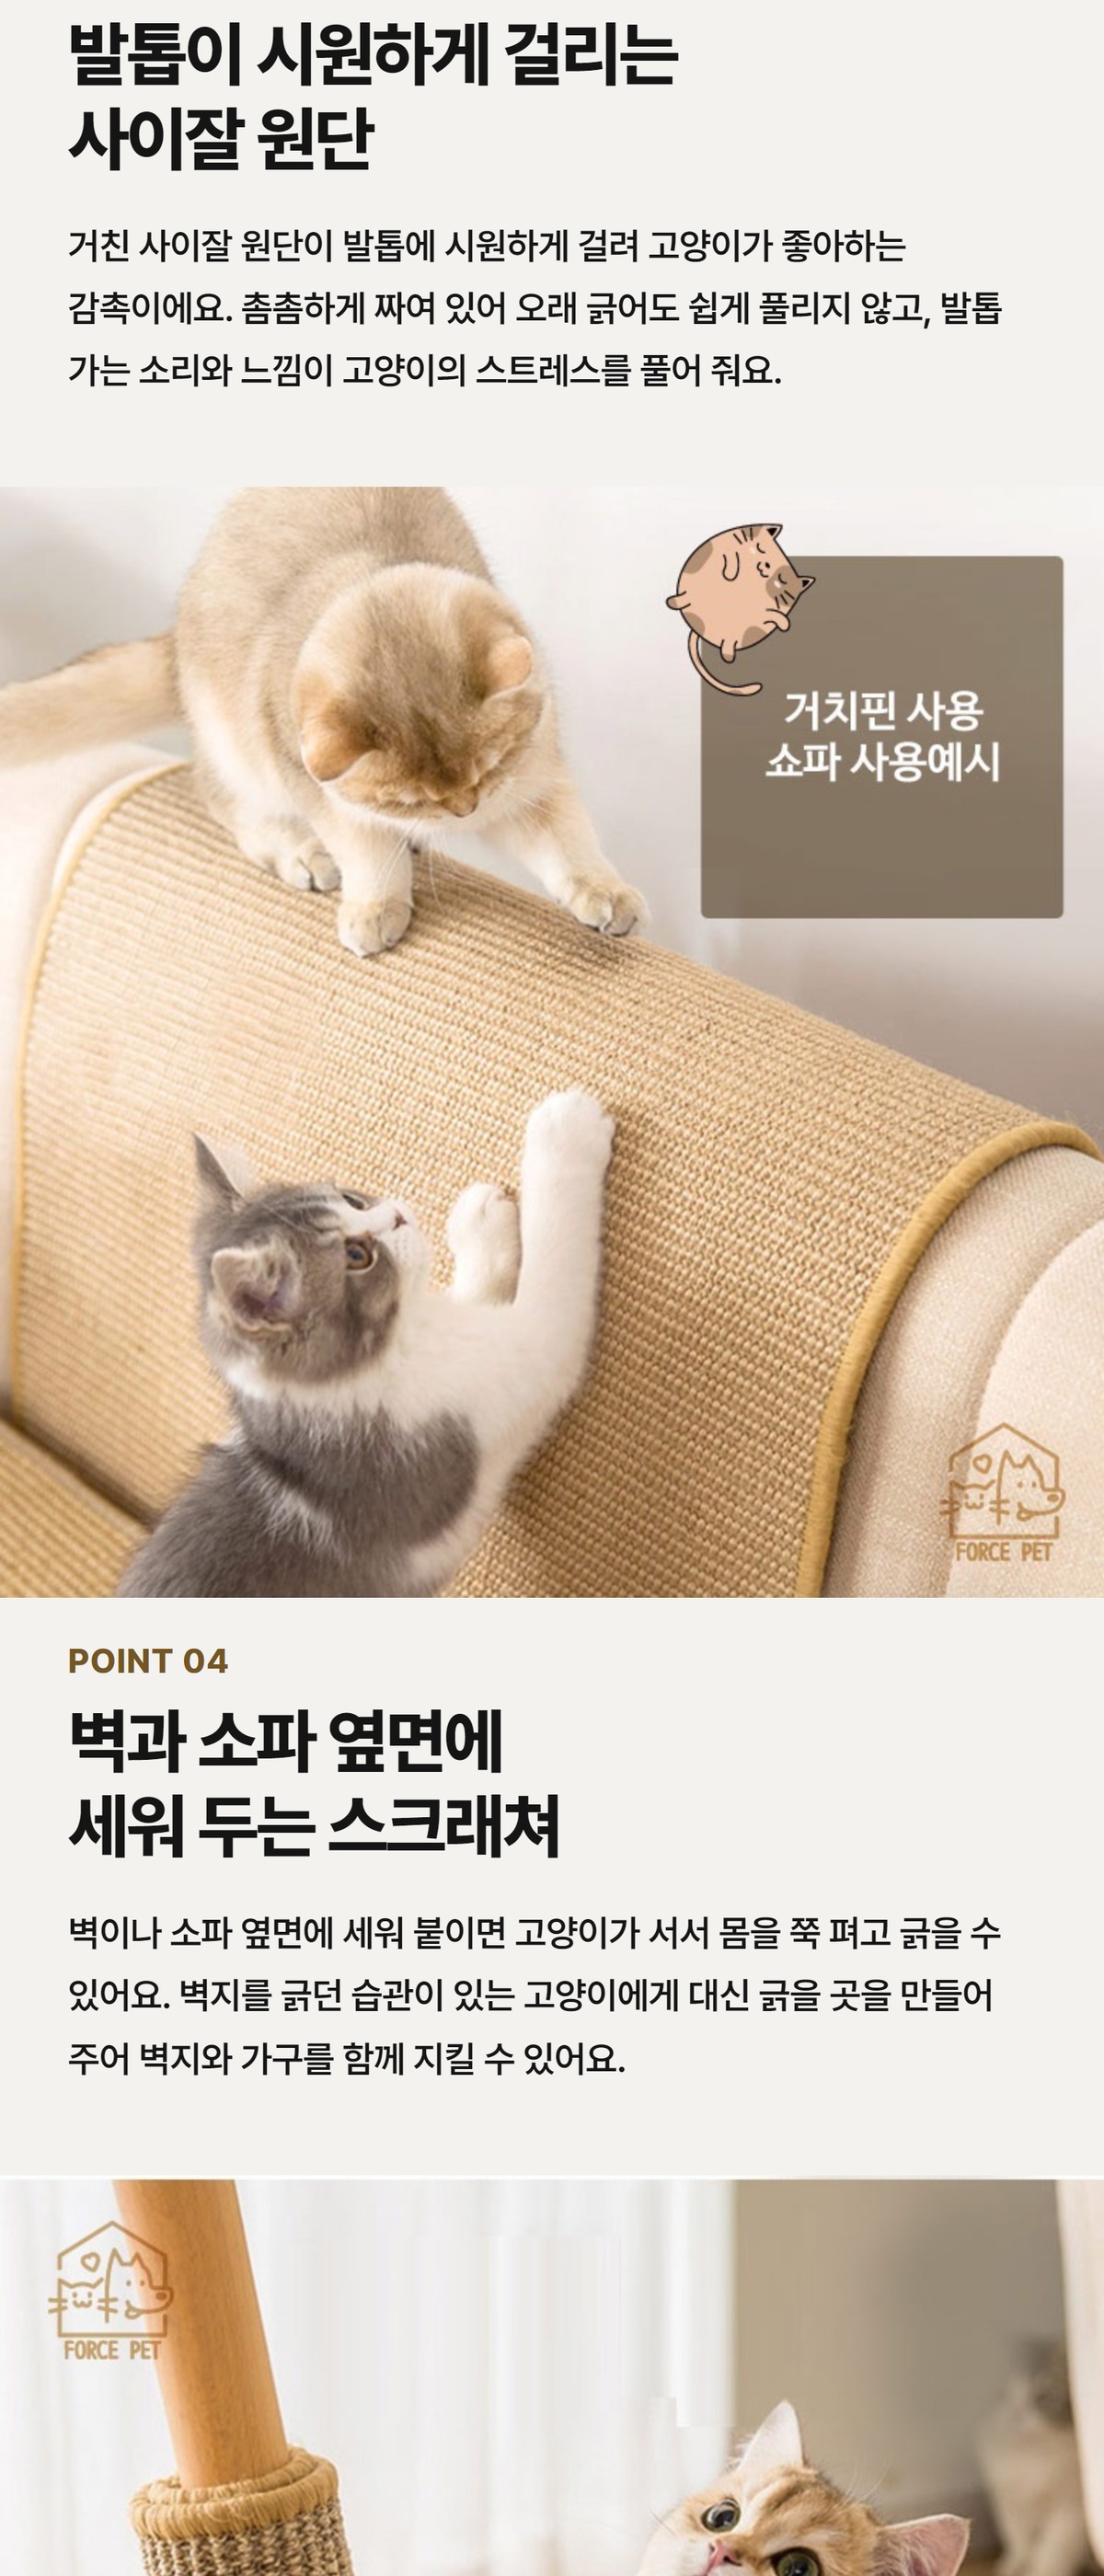 발톱이 시원하게 걸리는
사이잘 원단
거친 사이잘 원단이 발톱에 시원하게 걸려 고양이가 좋아하는
감촉이에요. 촘촘하게 짜여 있어 오래 긁어도 쉽게 풀리지 않고, 발톱
가는 소리와 느낌이 고양이의 스트레스를 풀어 줘요.
거치핀 사용
쇼파 사용예시
FORCE PET
POINT 04
벽과 소파 옆면에
세워 두는 스크래쳐
벽이나 소파 옆면에 세워 붙이면 고양이가 서서 몸을 쭉 펴고 긁을 수
있어요. 벽지를 긁던 습관이 있는 고양이에게 대신 긁을 곳을 만들어
주어 벽지와 가구를 함께 지킬 수 있어요.
FORCE PET